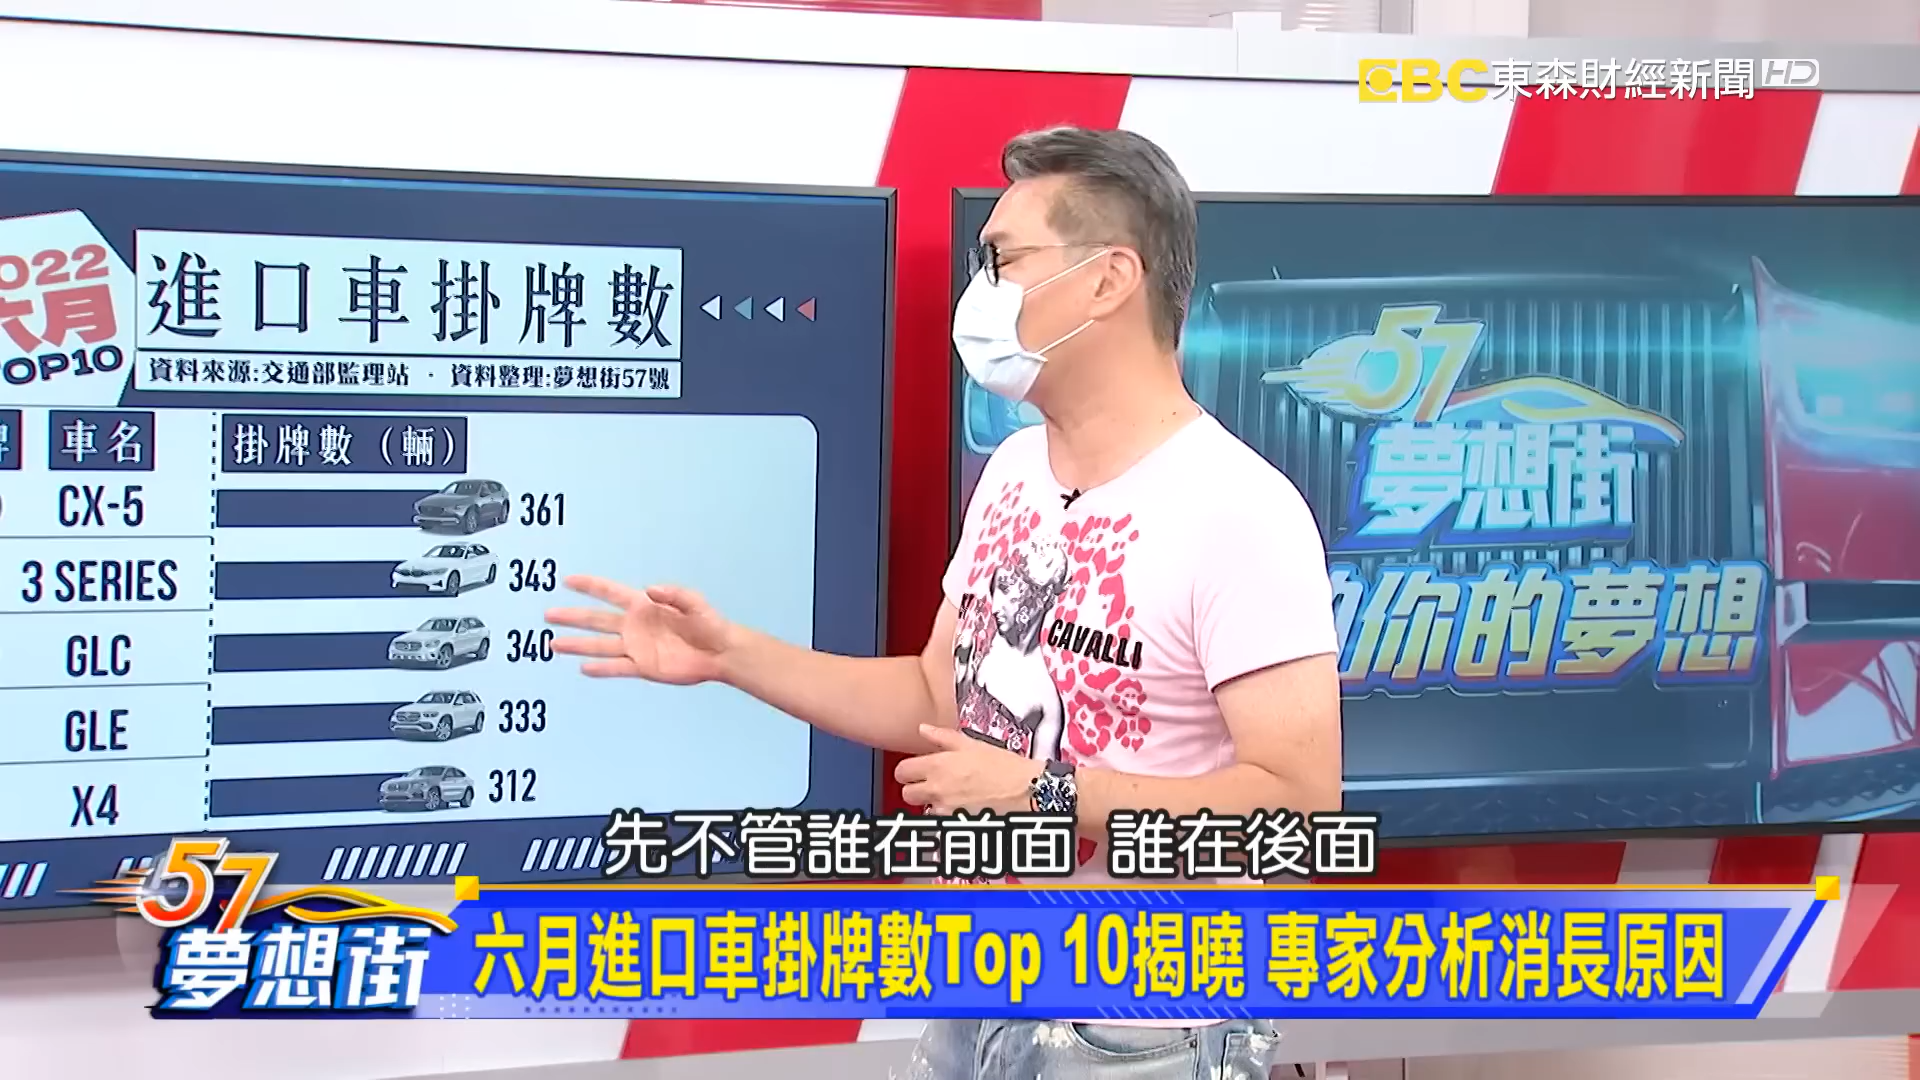 EBC東森財經新聞HD
2022
六月
TOP10
進口車掛牌數
資料來源:交通部監理站 · 資料整理:夢想街57號
車名 掛牌數(輛)
CX-5 361
3 SERIES 343
GLC 340
GLE 333
X4 312
57
夢想街
你的夢想
CAVALLI
先不管誰在前面 誰在後面
57
夢想街
六月進口車掛牌數Top 10揭曉 專家分析消長原因